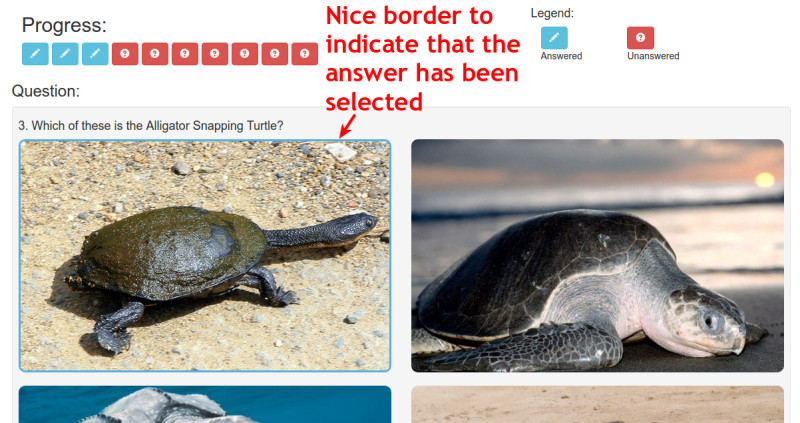 Progress:
Nice border to
indicate that the
answer has been
selected
Legend:
Answered
Unanswered
Question:
3. Which of these is the Alligator Snapping Turtle?